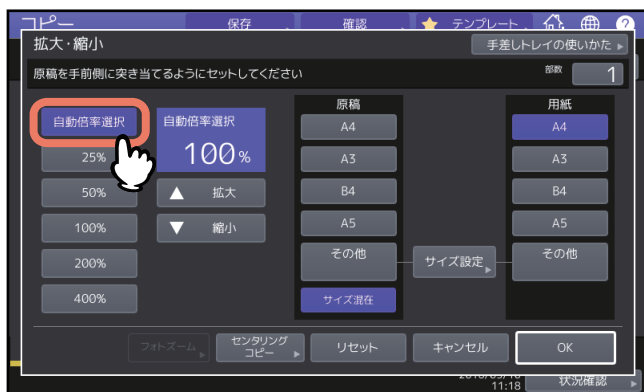 コピー 保存 確認 テンプレート ?
拡大・縮小 手差しトレイの使いかた
原稿を手前側に突き当てるようにセットしてください 部数 1
自動倍率選択
25%
50%
100%
200%
400%
自動倍率選択
100%
拡大
縮小
原稿
A4
A3
B4
A5
その他
サイズ混在
サイズ設定
用紙
A4
A3
B4
A5
その他
フォトズーム センタリング
コピー リセット キャンセル OK
11:18 状況確認